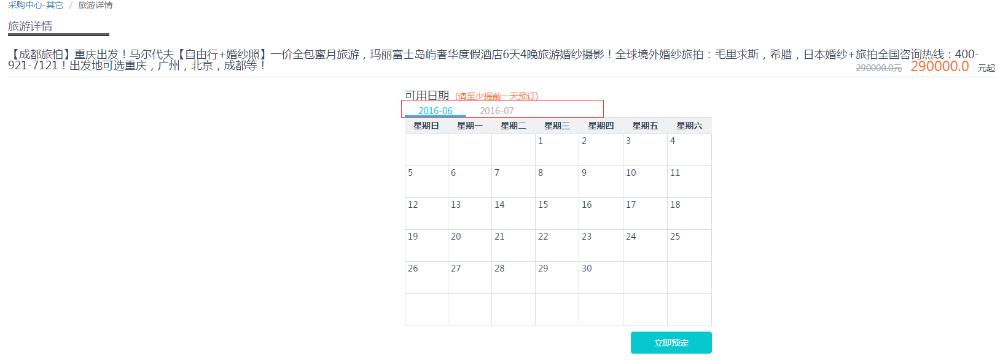 采购中心-其它 / 旅游详情
旅游详情
【成都旅怕】重庆出发！马尔代夫【自由行+婚纱照】一价全包蜜月旅游，玛丽富士岛屿奢华度假酒店6天4晚旅游婚纱摄影！全球境外婚纱旅拍：毛里求斯，希腊，日本婚纱+旅拍全国咨询热线：400-
921-7121！出发地可选重庆，广州，北京，成都等！
290000.0元 290000.0 元起
可用日期 (请至少提前一天预订)
2016-06 2016-07
星期日 星期一 星期二 星期三 星期四 星期五 星期六
1 2 3 4
5 6 7 8 9 10 11
12 13 14 15 16 17 18
19 20 21 22 23 24 25
26 27 28 29 30
立即预定